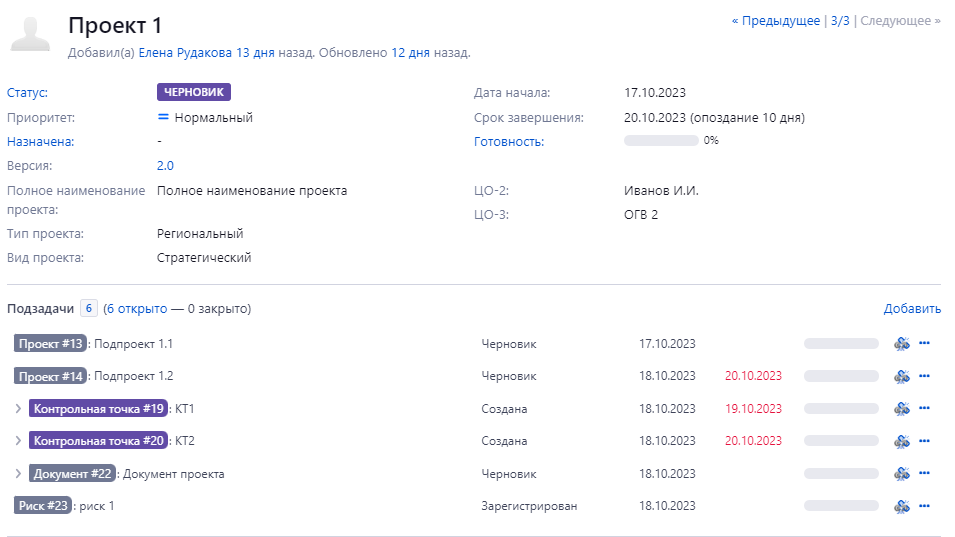 Проект 1
« Предыдущее | 3/3 | Следующее »
Добавил(а) Елена Рудакова 13 дня назад. Обновлено 12 дня назад.
Статус: ЧЕРНОВИК
Дата начала: 17.10.2023
Приоритет: Нормальный
Срок завершения: 20.10.2023 (опоздание 10 дня)
Назначена: -
Готовность: 0%
Версия: 2.0
Полное наименование проекта: Полное наименование проекта
ЦО-2: Иванов И.И.
ЦО-3: ОГВ 2
Тип проекта: Региональный
Вид проекта: Стратегический
Подзадачи 6 (6 открыто — 0 закрыто) Добавить
Проект #13: Подпроект 1.1 Черновик 17.10.2023
Проект #14: Подпроект 1.2 Черновик 18.10.2023 20.10.2023
Контрольная точка #19: КТ1 Создана 18.10.2023 19.10.2023
Контрольная точка #20: КТ2 Создана 18.10.2023 20.10.2023
Документ #22: Документ проекта Черновик 18.10.2023
Риск #23: риск 1 Зарегистрирован 18.10.2023